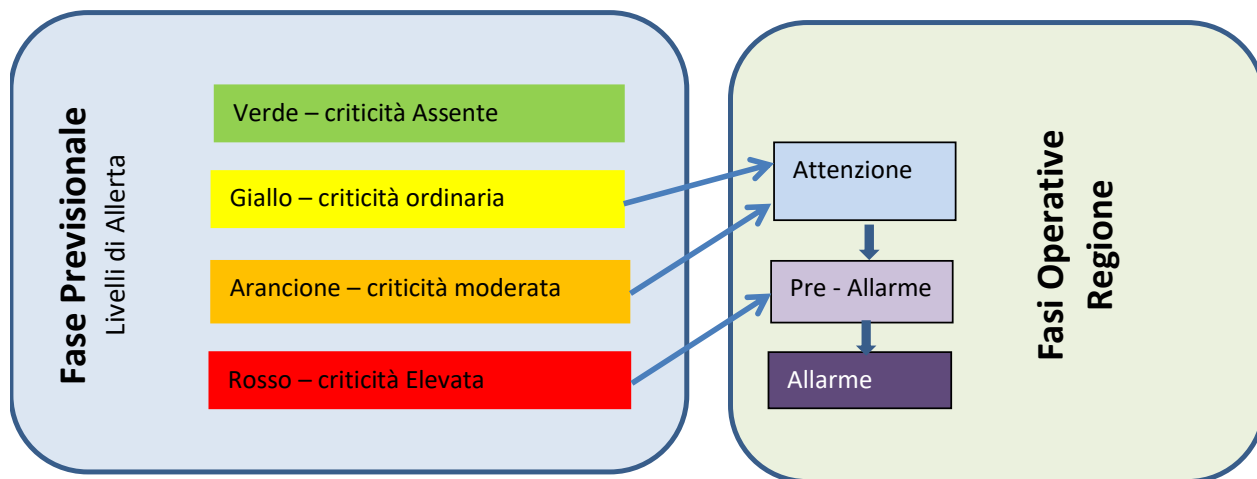 Fase Previsionale
Livelli di Allerta
Verde – criticità Assente
Giallo – criticità ordinaria
Arancione – criticità moderata
Rosso – criticità Elevata
Attenzione
Pre - Allarme
Allarme
Fasi Operative
Regione